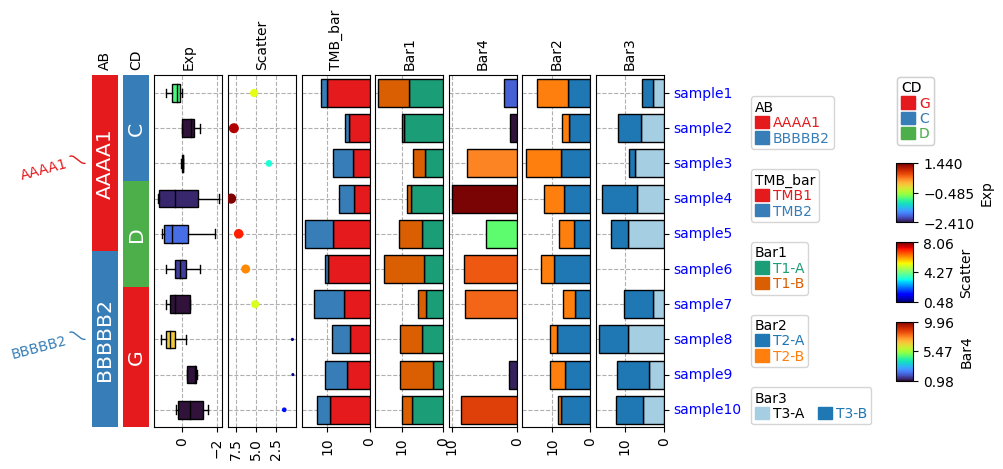 AB
CD
Exp
Scatter
TMB_bar
Bar1
Bar4
Bar2
Bar3
AAAA1
BBBBB2
AAAA1
BBBBB2
C
D
G
sample1
sample2
sample3
sample4
sample5
sample6
sample7
sample8
sample9
sample10
0
−2
7.5
5.0
2.5
10
0
10
0
10
0
10
0
10
0
AB
AAAA1
BBBBB2
TMB_bar
TMB1
TMB2
Bar1
T1-A
T1-B
Bar2
T2-A
T2-B
Bar3
T3-A T3-B
CD
G
C
D
1.440
−0.485
−2.410
Exp
8.06
4.27
0.48
Scatter
9.96
5.47
0.98
Bar4